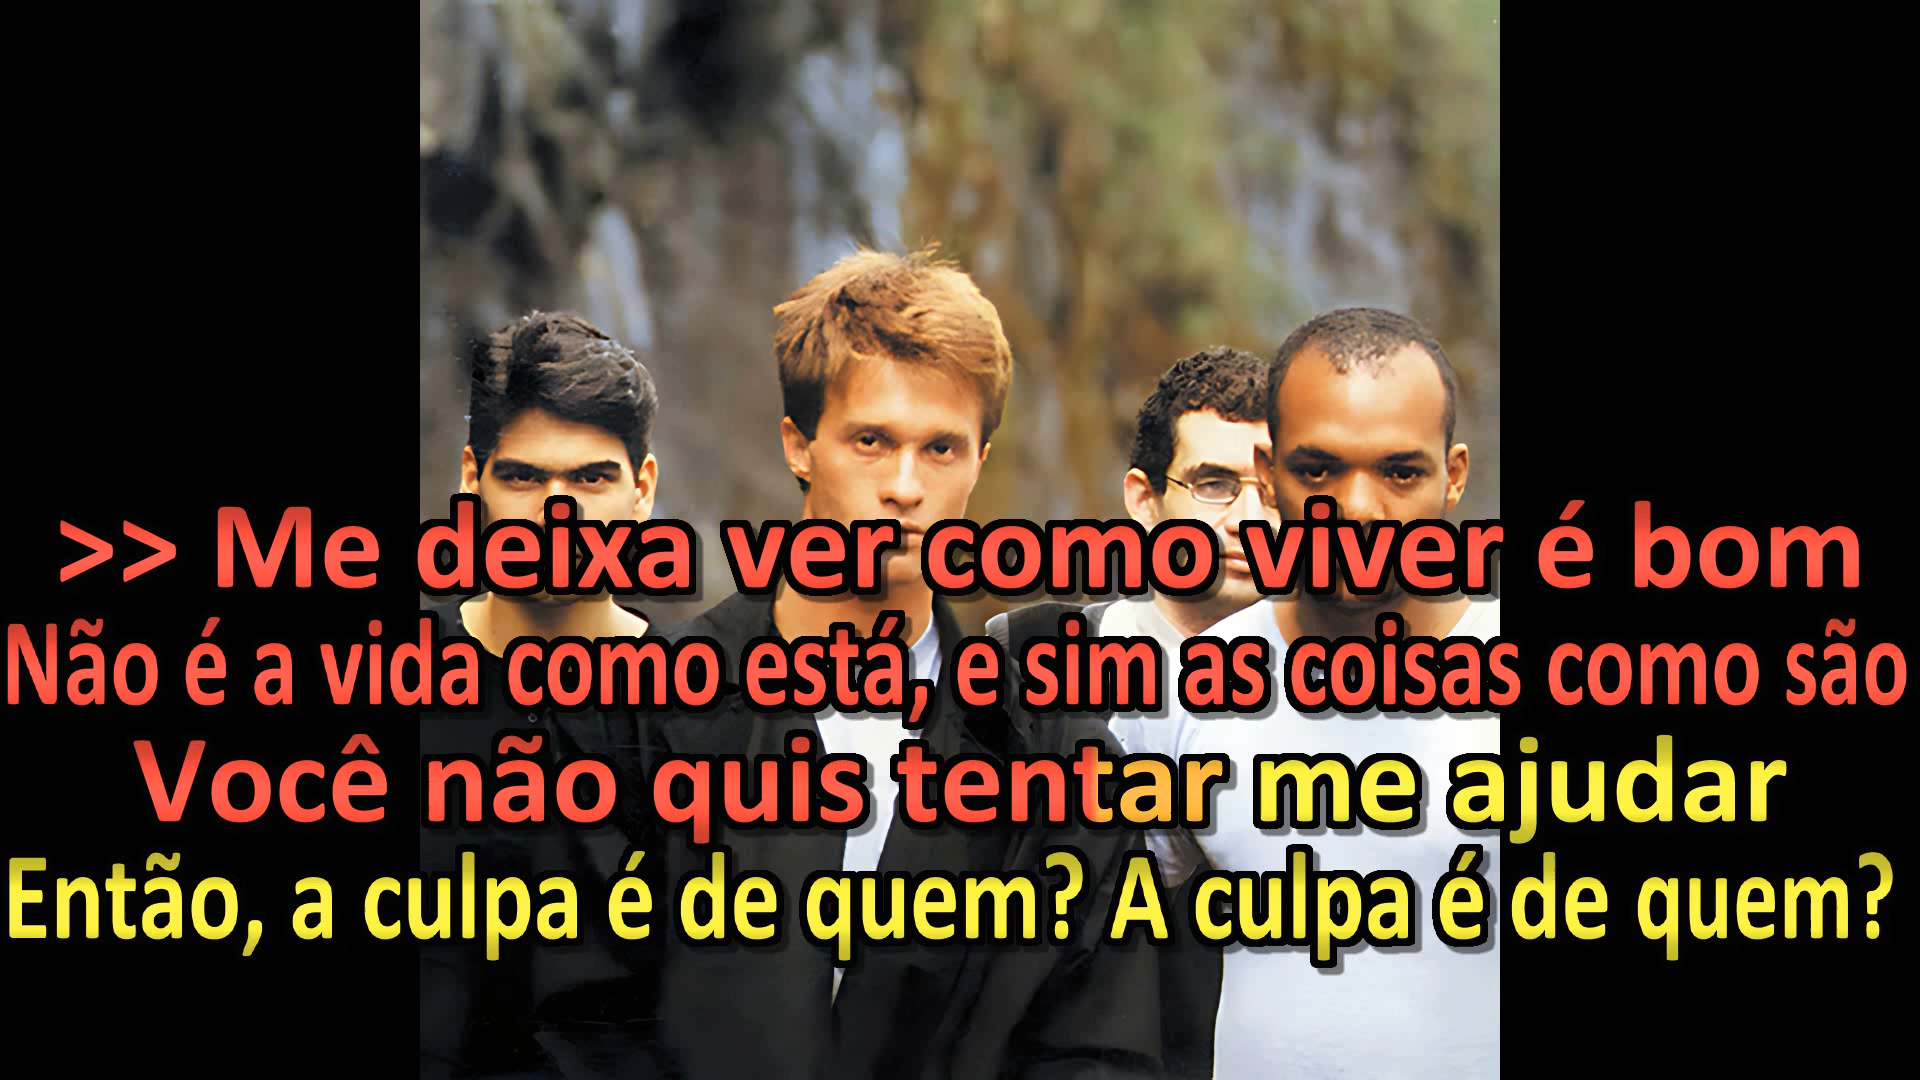 >> Me deixa ver como viver é bom
Não é a vida como está, e sim as coisas como são
Você não quis tentar me ajudar
Então, a culpa é de quem? A culpa é de quem?